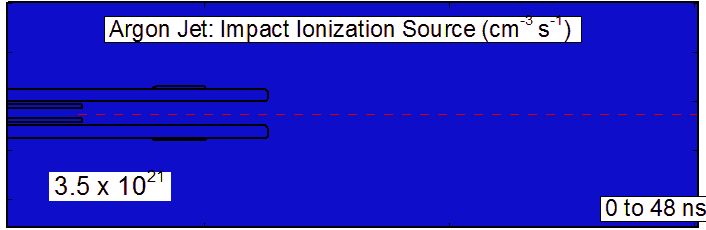 Argon Jet: Impact Ionization Source (cm⁻³ s⁻¹)
3.5 x 10²¹
0 to 48 ns